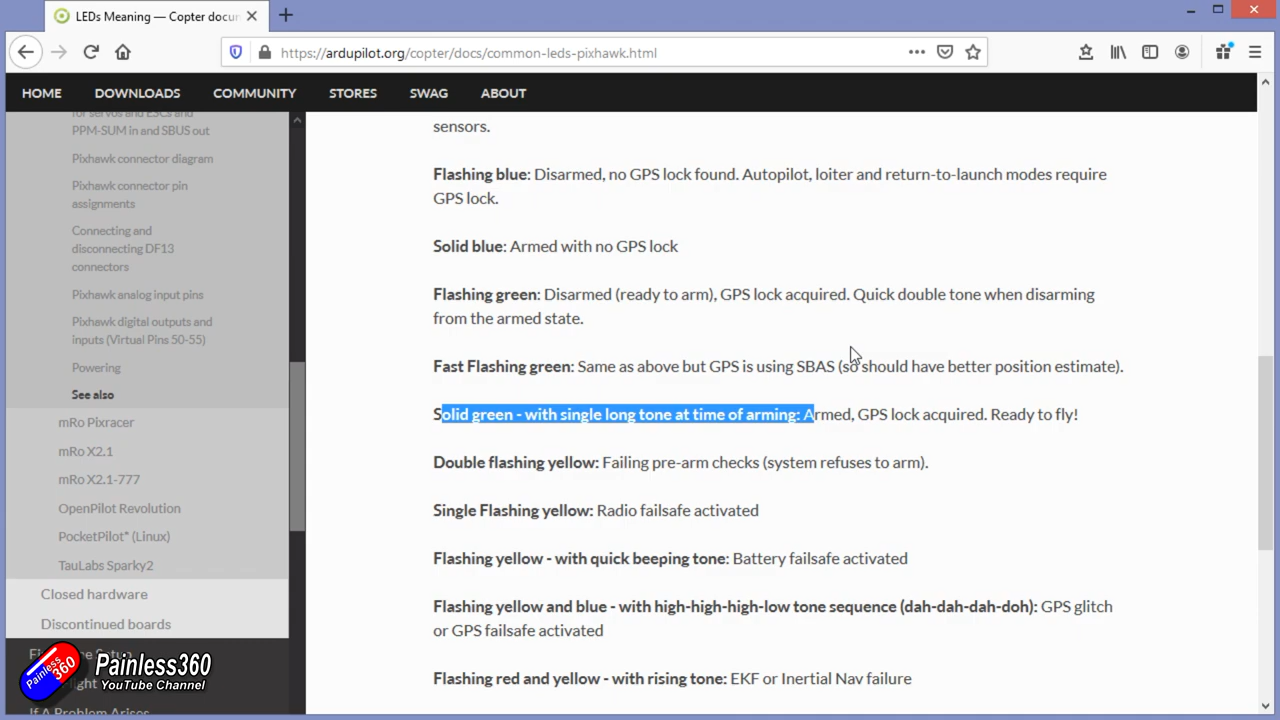 LEDs Meaning — Copter docu
https://ardupilot.org/copter/docs/common-leds-pixhawk.html
HOME DOWNLOADS COMMUNITY STORES SWAG ABOUT
for servos and ESCs and
PPM-SUM in and SBUS out
Pixhawk connector diagram
Pixhawk connector pin
assignments
Connecting and
disconnecting DF13
connectors
Pixhawk analog input pins
Pixhawk digital outputs and
inputs (Virtual Pins 50-55)
Powering
See also
mRo Pixracer
mRo X2.1
mRo X2.1-777
OpenPilot Revolution
PocketPilot* (Linux)
TauLabs Sparky2
Closed hardware
Discontinued boards
Setup
If A Problem Arises
Painless360
Painless360
YouTube Channel
sensors.
Flashing blue: Disarmed, no GPS lock found. Autopilot, loiter and return-to-launch modes require
GPS lock.
Solid blue: Armed with no GPS lock
Flashing green: Disarmed (ready to arm), GPS lock acquired. Quick double tone when disarming
from the armed state.
Fast Flashing green: Same as above but GPS is using SBAS (so should have better position estimate).
Solid green - with single long tone at time of arming: Armed, GPS lock acquired. Ready to fly!
Double flashing yellow: Failing pre-arm checks (system refuses to arm).
Single Flashing yellow: Radio failsafe activated
Flashing yellow - with quick beeping tone: Battery failsafe activated
Flashing yellow and blue - with high-high-high-low tone sequence (dah-dah-dah-doh): GPS glitch
or GPS failsafe activated
Flashing red and yellow - with rising tone: EKF or Inertial Nav failure